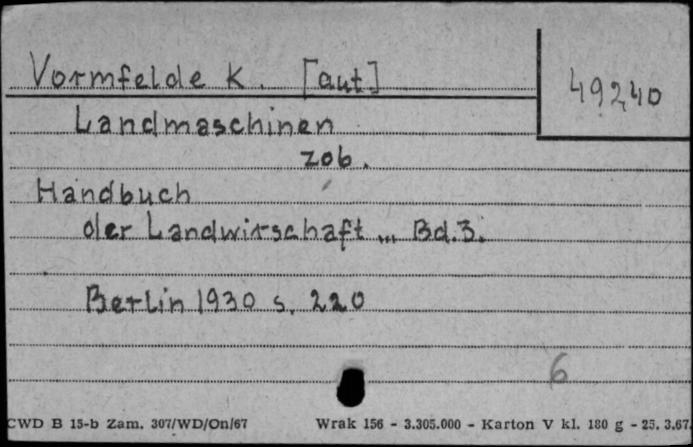 Vormfelde K. [aut]
49240
Landmaschinen
zob.
Handbuch
der Landwirschaft ... Bd.3.
Berlin 1930 s. 220
6
CWD B 15-b Zam. 307/WD/On/67 Wrak 156 - 3.305.000 - Karton V kl. 180 g - 25. 3.67